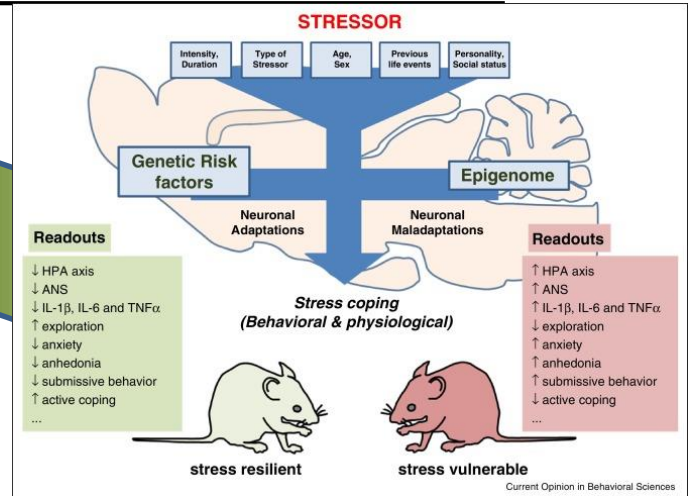 STRESSOR
Intensity,
Duration
Type of
Stressor
Age,
Sex
Previous
life events
Personality,
Social status
Genetic Risk
factors
Epigenome
Neuronal
Adaptations
Neuronal
Maladaptations
Readouts
↓ HPA axis
↓ ANS
↓ IL-1β, IL-6 and TNFα
↑ exploration
↓ anxiety
↓ anhedonia
↓ submissive behavior
↑ active coping
...
Stress coping
(Behavioral & physiological)
Readouts
↑ HPA axis
↑ ANS
↑ IL-1β, IL-6 and TNFα
↓ exploration
↑ anxiety
↑ anhedonia
↑ submissive behavior
↓ active coping
...
stress resilient
stress vulnerable
Current Opinion in Behavioral Sciences